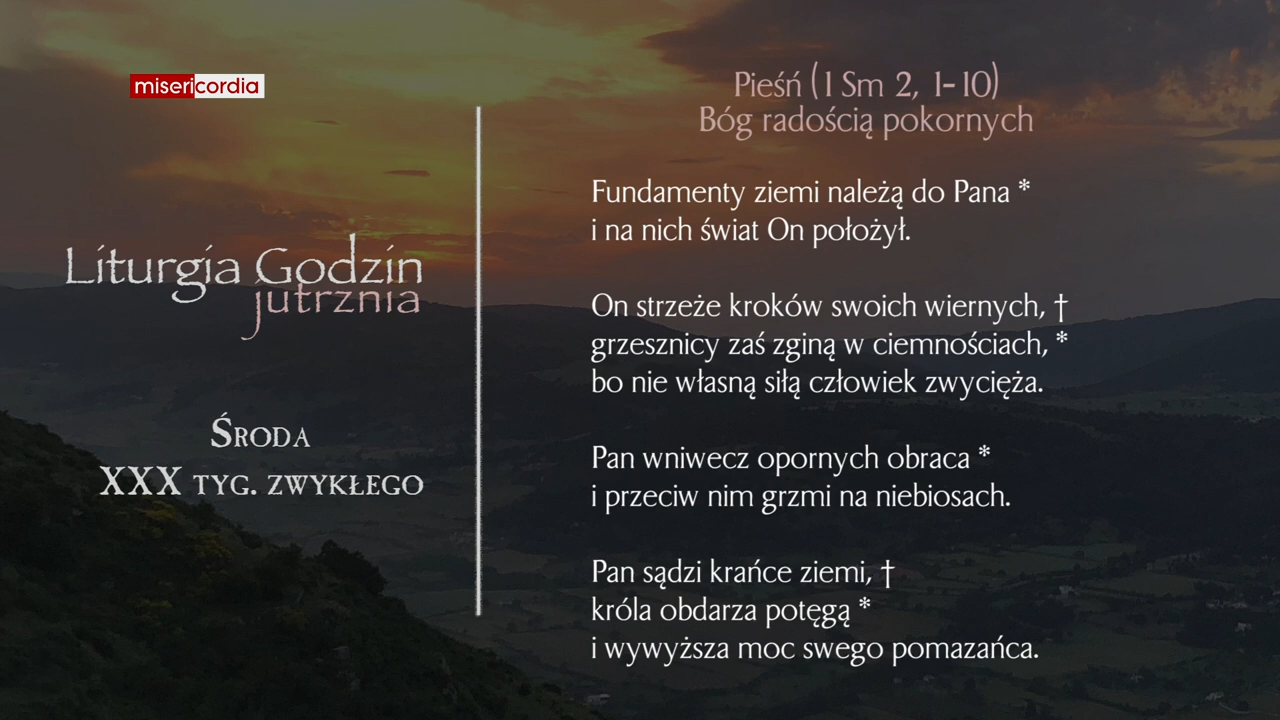 misericordia
Liturgia Godzin
jutrznia
Środa
XXX tyg. zwykłego
Pieśń (1 Sm 2, 1-10)
Bóg radością pokornych
Fundamenty ziemi należą do Pana *
i na nich świat On położył.
On strzeże kroków swoich wiernych, †
grzesznicy zaś zginą w ciemnościach, *
bo nie własną siłą człowiek zwycięża.
Pan wniwecz opornych obraca *
i przeciw nim grzmi na niebiosach.
Pan sądzi krańce ziemi, †
króla obdarza potęgą *
i wywyższa moc swego pomazańca.